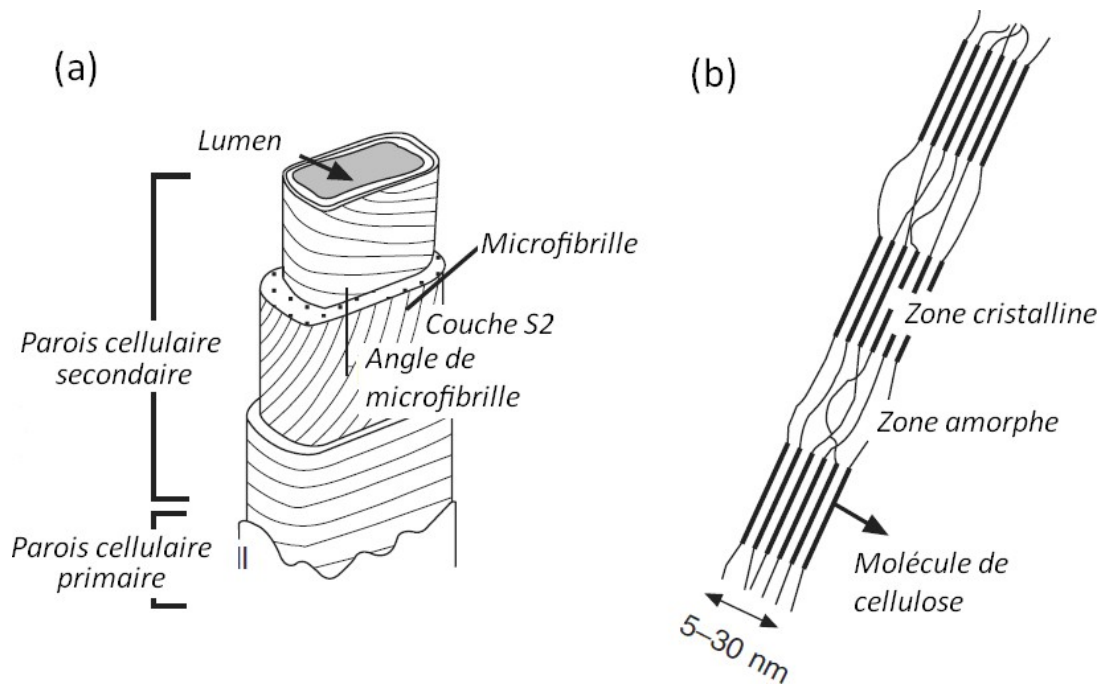 (a)
Lumen
Microfibrille
Couche S2
Angle de
microfibrille
Parois cellulaire
secondaire
Parois cellulaire
primaire
(b)
Zone cristalline
Zone amorphe
Molécule de
cellulose
5–30 nm